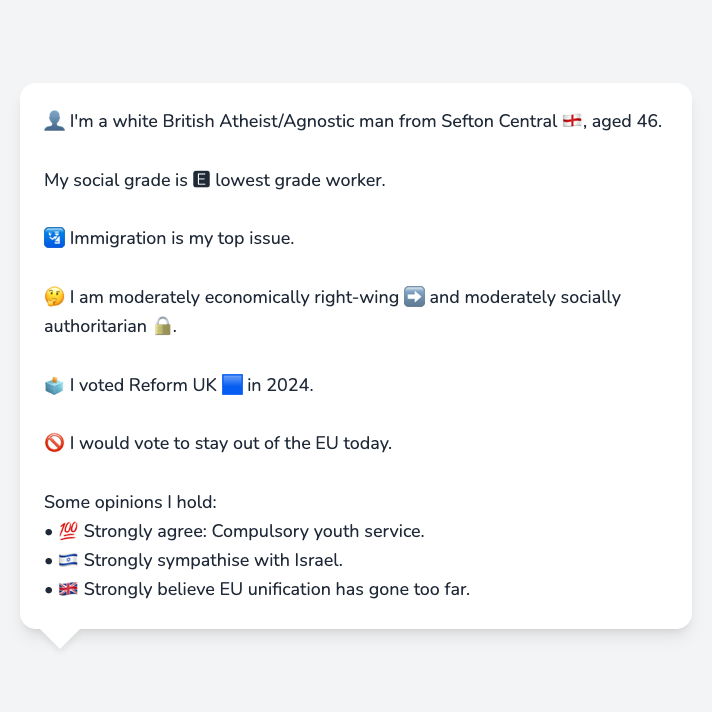 👤 I'm a white British Atheist/Agnostic man from Sefton Central 🏴󠁧󠁢󠁥󠁮󠁧󠁿, aged 46.
My social grade is 🅴 lowest grade worker.
🛂 Immigration is my top issue.
🤔 I am moderately economically right-wing ➡️ and moderately socially
authoritarian 🔒.
🗳️ I voted Reform UK 🟦 in 2024.
🚫 I would vote to stay out of the EU today.
Some opinions I hold:
• 💯 Strongly agree: Compulsory youth service.
• 🇮🇱 Strongly sympathise with Israel.
• 🇬🇧 Strongly believe EU unification has gone too far.